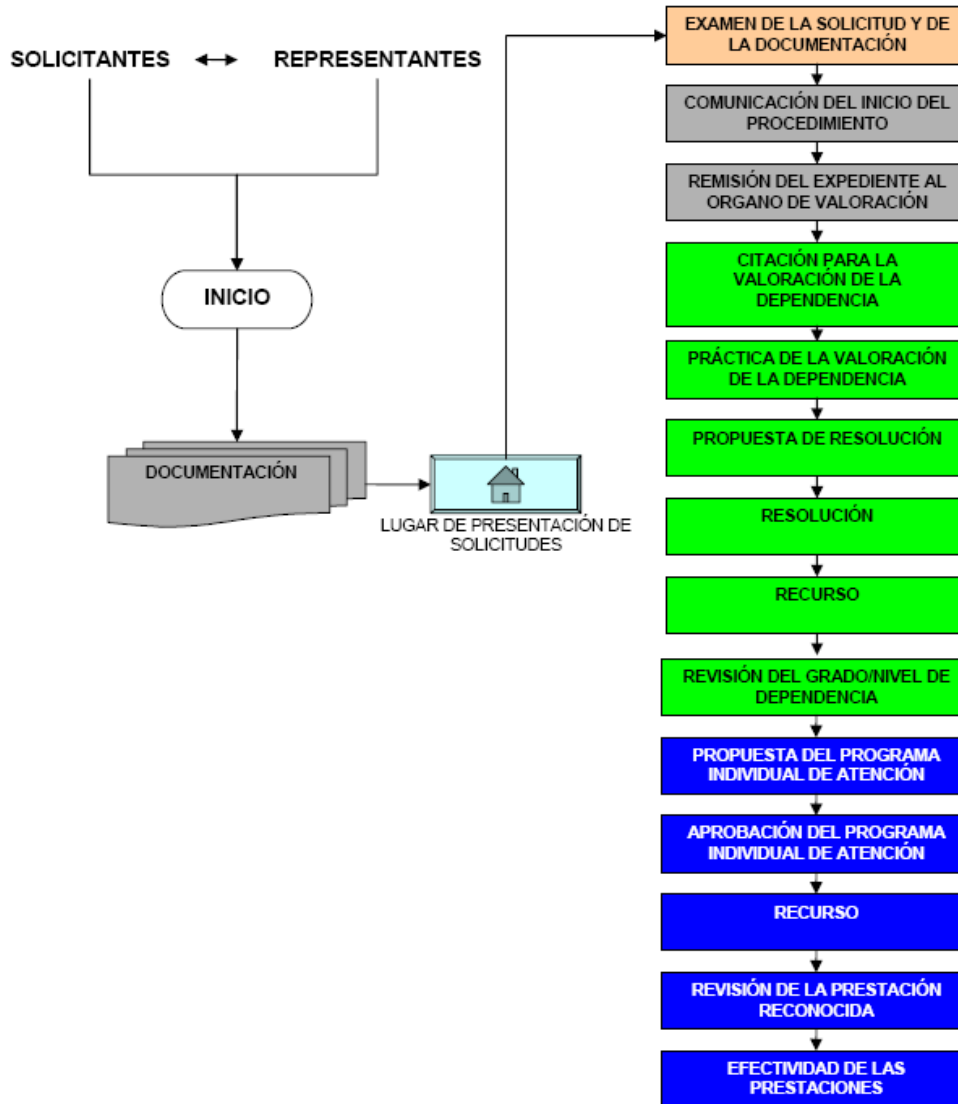 SOLICITANTES
REPRESENTANTES
INICIO
DOCUMENTACIÓN
LUGAR DE PRESENTACIÓN DE
SOLICITUDES
EXAMEN DE LA SOLICITUD Y DE
LA DOCUMENTACIÓN
COMUNICACIÓN DEL INICIO DEL
PROCEDIMIENTO
REMISIÓN DEL EXPEDIENTE AL
ORGANO DE VALORACIÓN
CITACIÓN PARA LA
VALORACIÓN DE LA
DEPENDENCIA
PRÁCTICA DE LA VALORACIÓN
DE LA DEPENDENCIA
PROPUESTA DE RESOLUCIÓN
RESOLUCIÓN
RECURSO
REVISIÓN DEL GRADO/NIVEL DE
DEPENDENCIA
PROPUESTA DEL PROGRAMA
INDIVIDUAL DE ATENCIÓN
APROBACIÓN DEL PROGRAMA
INDIVIDUAL DE ATENCIÓN
RECURSO
REVISIÓN DE LA PRESTACIÓN
RECONOCIDA
EFECTIVIDAD DE LAS
PRESTACIONES